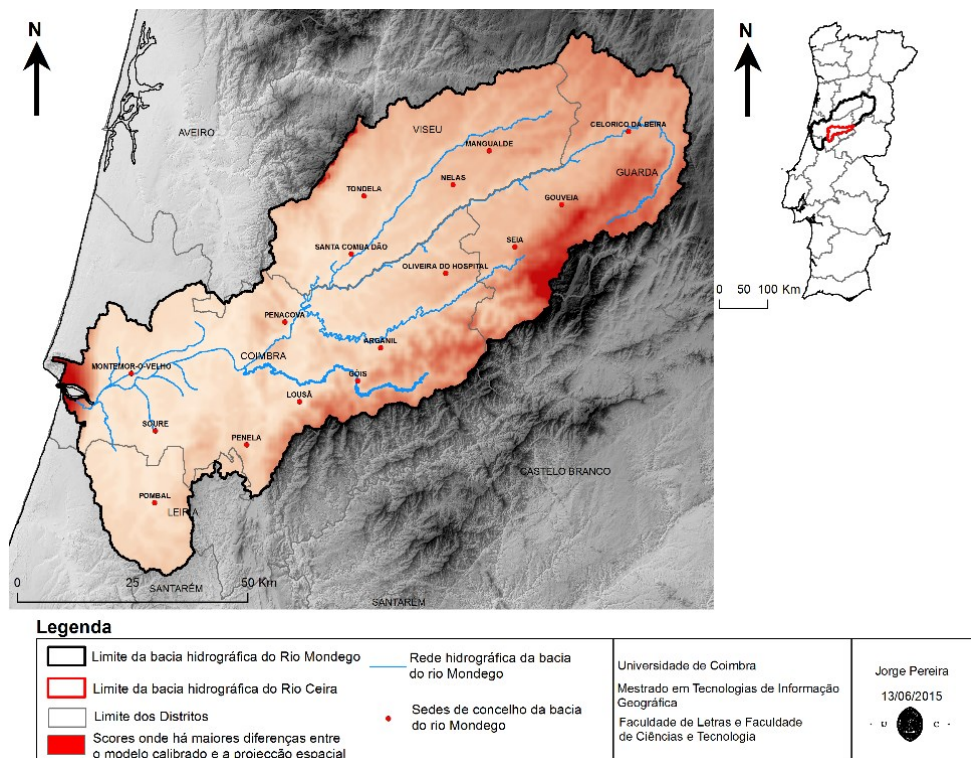 N
N
AVEIRO
VISEU
CELORICO DA BEIRA
MANGUALDE
GUARDA
NELAS
TONDELA
GOUVEIA
SEIA
SANTA COMBA DÃO
OLIVEIRA DO HOSPITAL
0 50 100 Km
PENACOVA
COIMBRA
ARGANIL
MONTEMOR-O-VELHO
GÓIS
LOUSÃ
SOURE
PENELA
CASTELO BRANCO
POMBAL
LEIRIA
0 25 50 Km
SANTARÉM
SANTARÉM
Legenda
Limite da bacia hidrográfica do Rio Mondego
Limite da bacia hidrográfica do Rio Ceira
Limite dos Distritos
Scores onde há maiores diferenças entre
o modelo calibrado e a projecção espacial
Rede hidrográfica da bacia
do rio Mondego
Sedes de concelho da bacia
do rio Mondego
Universidade de Coimbra
Mestrado em Tecnologias de Informação
Geográfica
Faculdade de Letras e Faculdade
de Ciências e Tecnologia
Jorge Pereira
13/06/2015
· U C ·